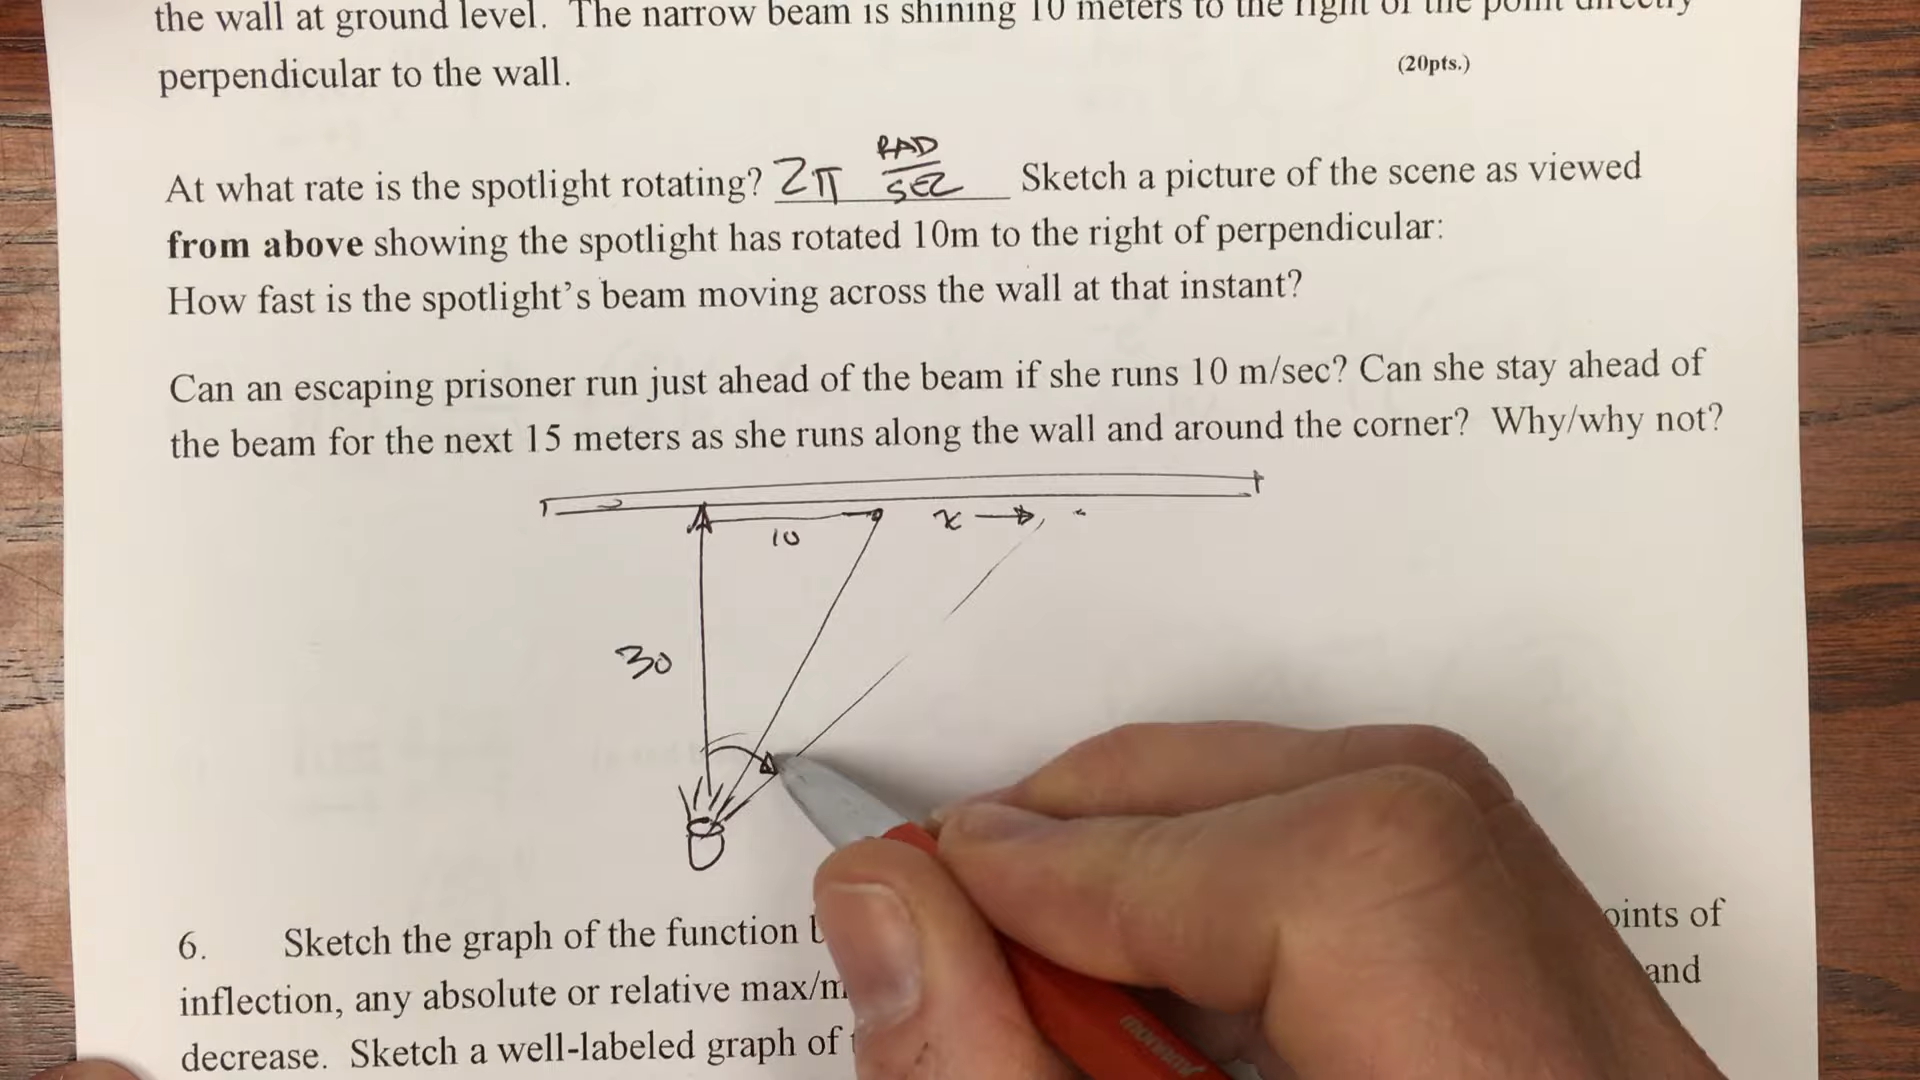 the wall at ground level. The narrow beam is shining 10 meters to the right of the point directly
perpendicular to the wall. (20pts.)
At what rate is the spotlight rotating? 2π RAD/SEC Sketch a picture of the scene as viewed
from above showing the spotlight has rotated 10m to the right of perpendicular:
How fast is the spotlight's beam moving across the wall at that instant?
Can an escaping prisoner run just ahead of the beam if she runs 10 m/sec? Can she stay ahead of
the beam for the next 15 meters as she runs along the wall and around the corner? Why/why not?
10 x
30
6. Sketch the graph of the function
inflection, any absolute or relative and
decrease. Sketch a well-labeled graph of